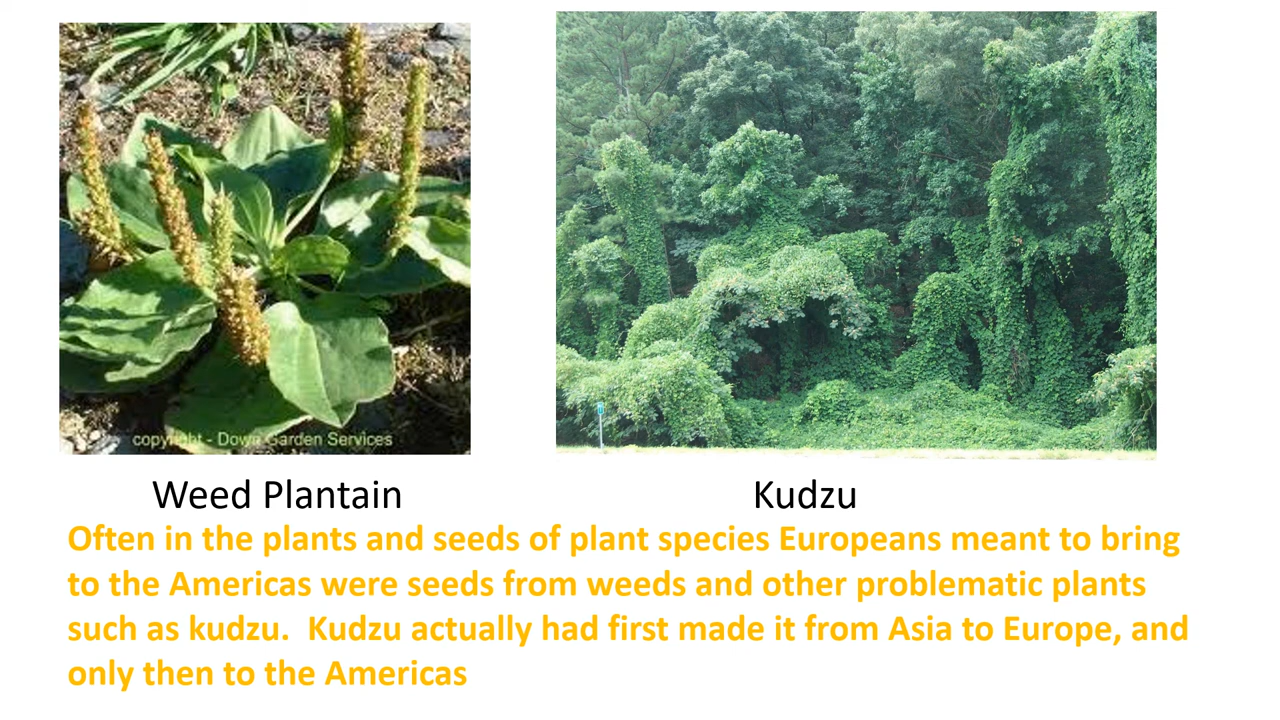 copyright - Down Garden Services
Weed Plantain
Kudzu
Often in the plants and seeds of plant species Europeans meant to bring
to the Americas were seeds from weeds and other problematic plants
such as kudzu.  Kudzu actually had first made it from Asia to Europe, and
only then to the Americas